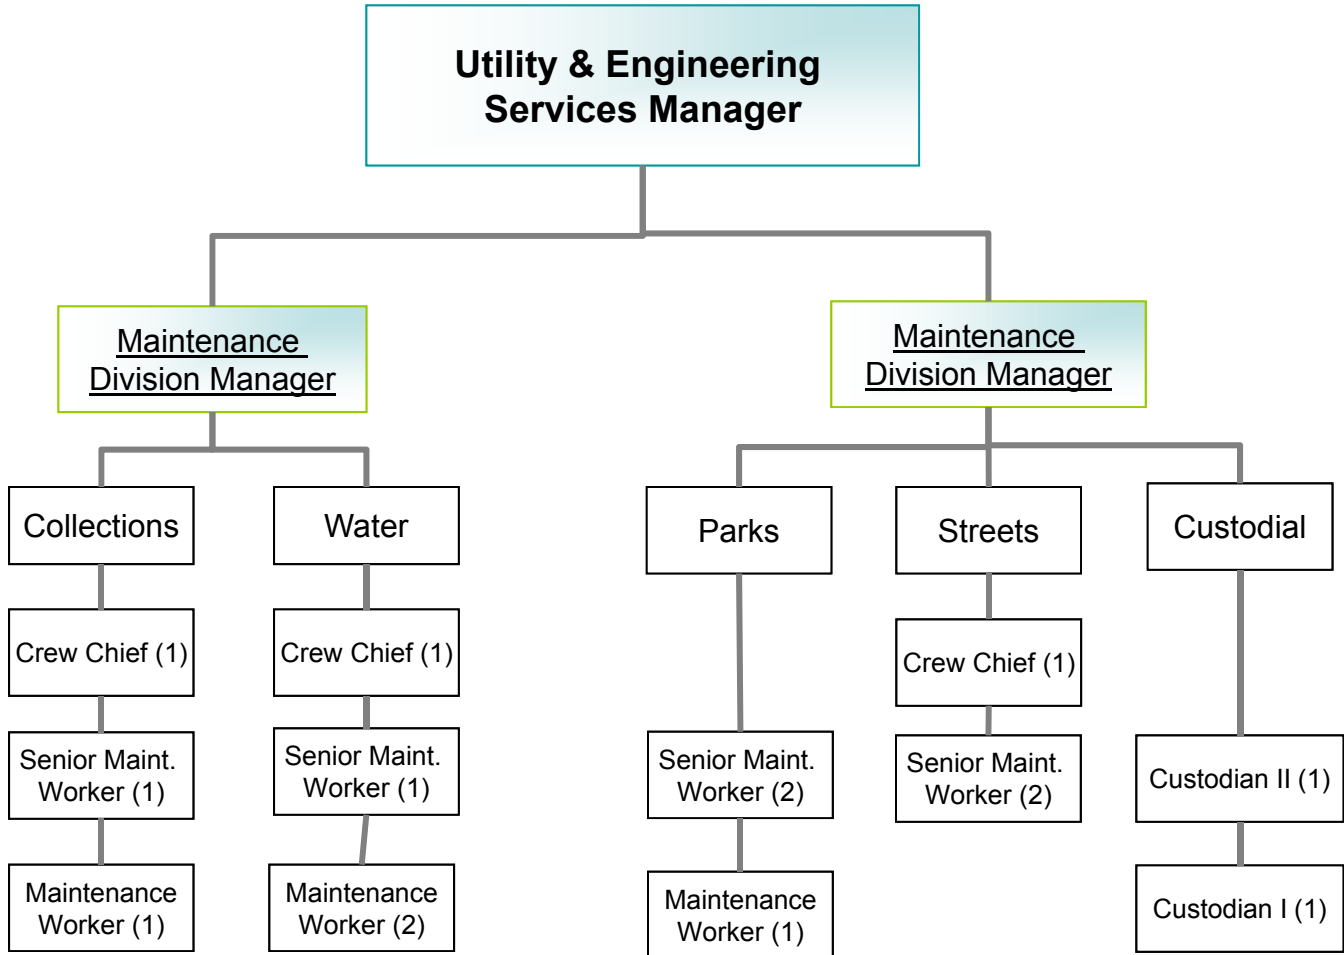 Utility & Engineering
Services Manager
Maintenance
Division Manager
Maintenance
Division Manager
Collections
Water
Parks
Streets
Custodial
Crew Chief (1)
Crew Chief (1)
Crew Chief (1)
Senior Maint.
Worker (1)
Senior Maint.
Worker (1)
Senior Maint.
Worker (2)
Senior Maint.
Worker (2)
Custodian II (1)
Maintenance
Worker (1)
Maintenance
Worker (2)
Maintenance
Worker (1)
Custodian I (1)